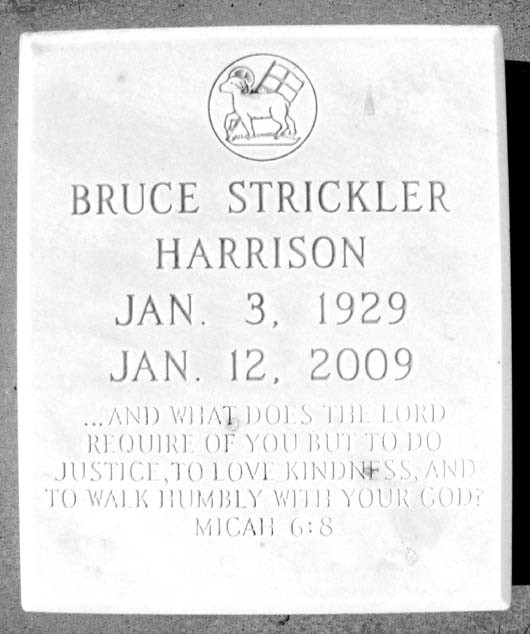 BRUCE STRICKLER
HARRISON
JAN. 3, 1929
JAN. 12, 2009
...AND WHAT DOES THE LORD
REQUIRE OF YOU BUT TO DO
JUSTICE, TO LOVE KINDNESS, AND
TO WALK HUMBLY WITH YOUR GOD?
MICAH 6:8